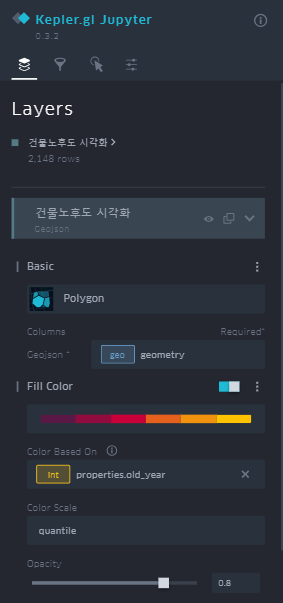 Kepler.gl Jupyter
0.3.2
Layers
건물노후도 시각화
2,148 rows
건물노후도 시각화
Geojson
Basic
Polygon
Columns Required*
Geojson * geo geometry
Fill Color
Color Based On
Int properties.old_year
Color Scale
quantile
Opacity
0.8